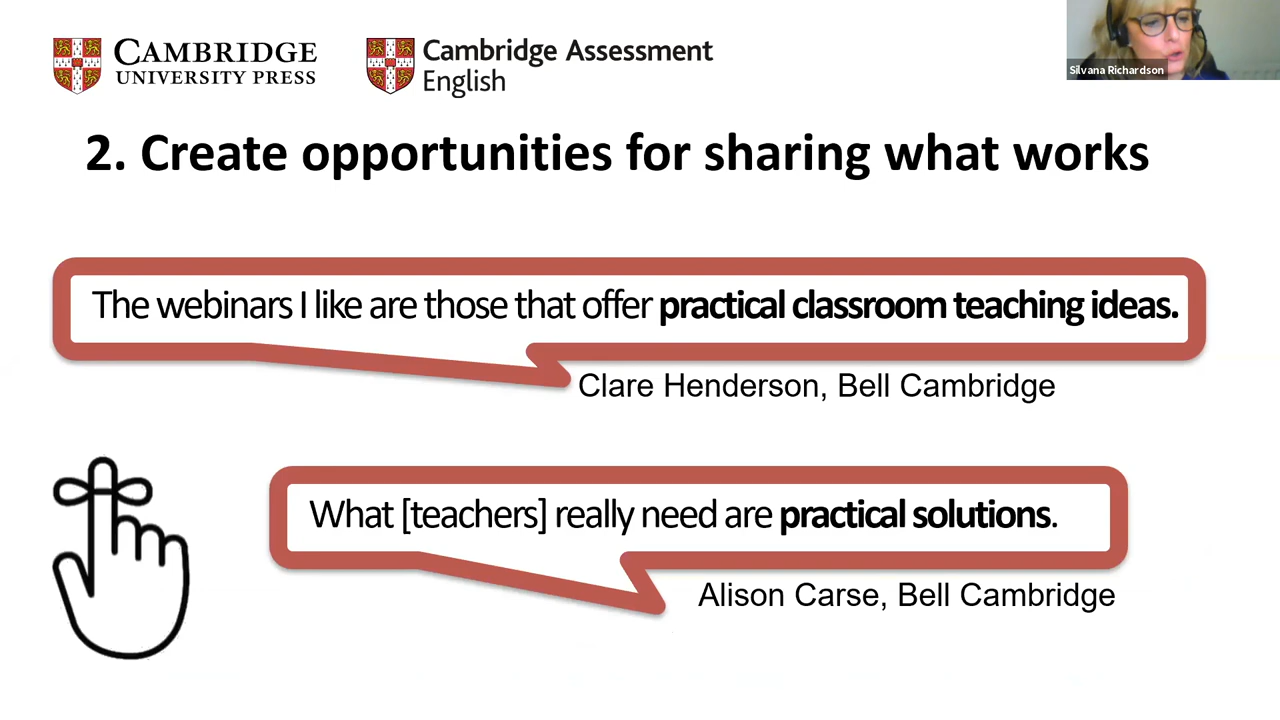 CAMBRIDGE
UNIVERSITY PRESS
Cambridge Assessment
English
Silvana Richardson
2. Create opportunities for sharing what works
The webinars I like are those that offer practical classroom teaching ideas.
Clare Henderson, Bell Cambridge
What [teachers] really need are practical solutions.
Alison Carse, Bell Cambridge